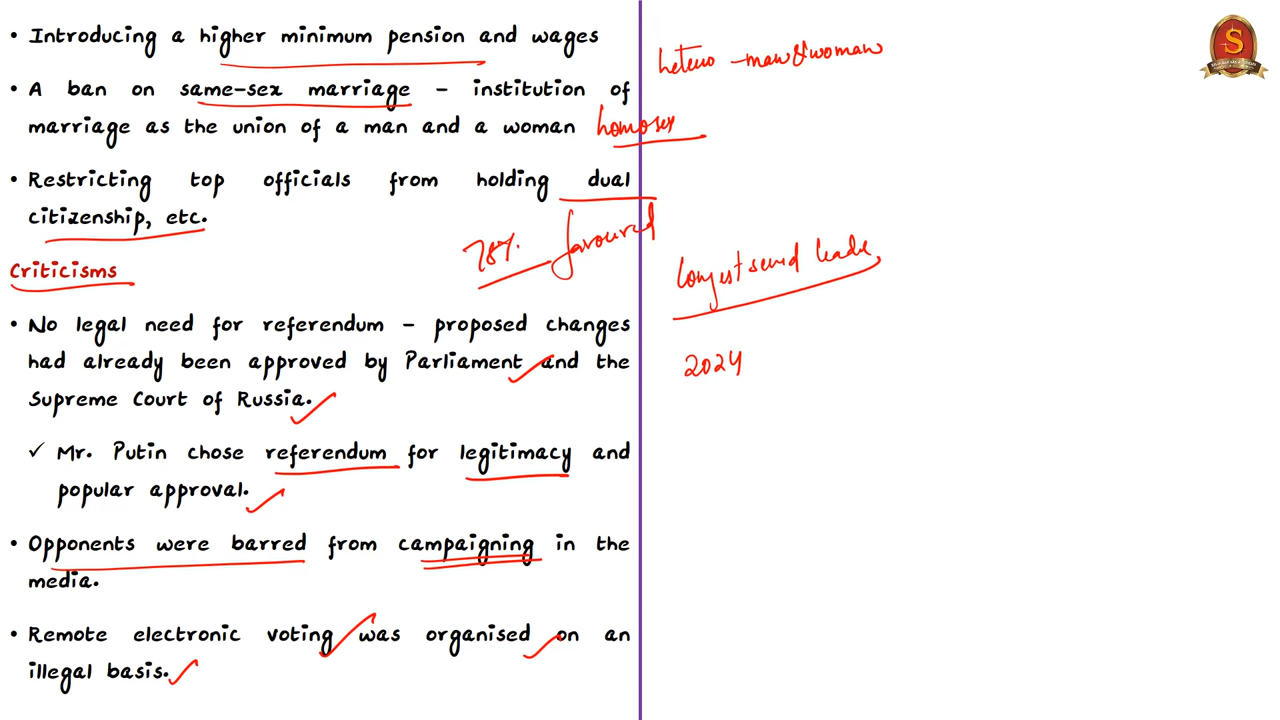 • Introducing a higher minimum pension and wages
• A ban on same-sex marriage – institution of
marriage as the union of a man and a woman homosex
• Restricting top officials from holding dual
citizenship, etc.
78% favoured
Criticisms
• No legal need for referendum – proposed changes
had already been approved by Parliament and the
Supreme Court of Russia.
✓ Mr. Putin chose referendum for legitimacy and
popular approval.
• Opponents were barred from campaigning in the
media.
• Remote electronic voting was organised on an
illegal basis.
hetero – man & woman
longest served leader
2024
S